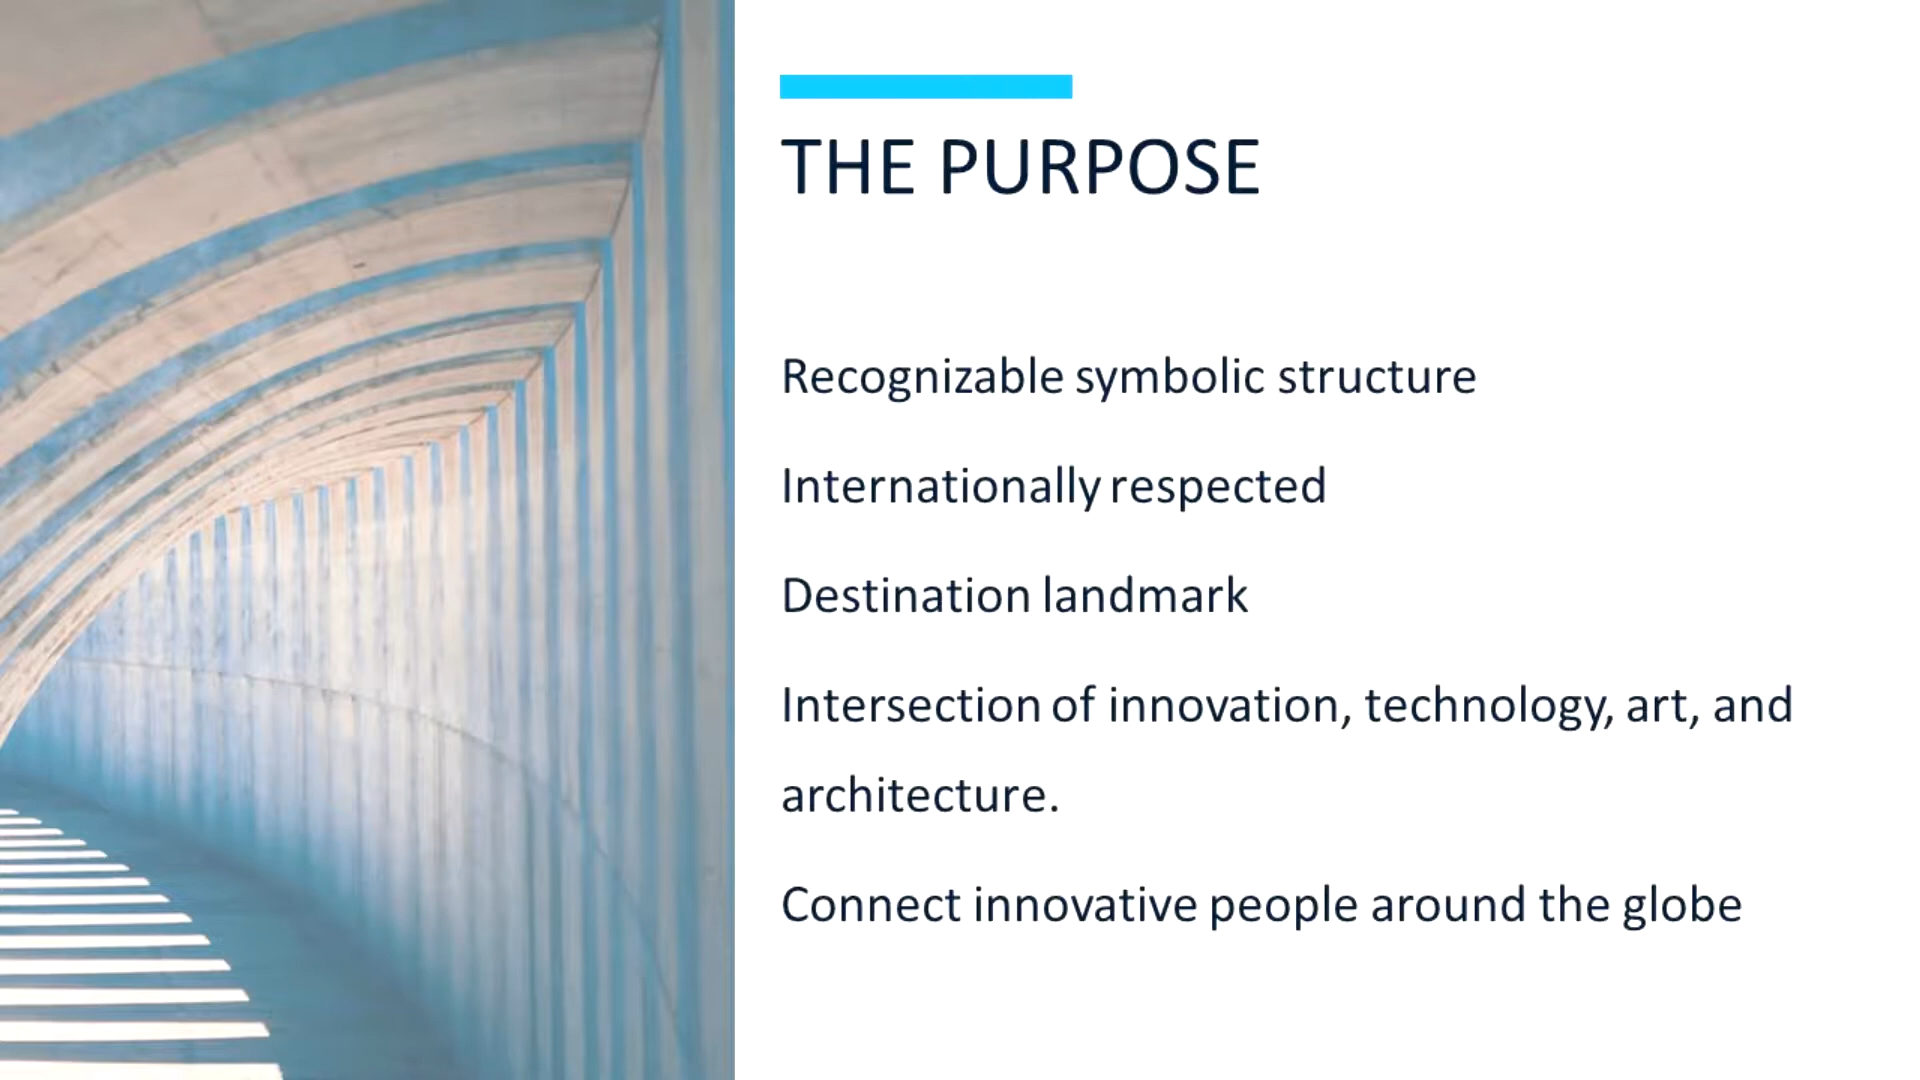 THE PURPOSE
Recognizable symbolic structure
Internationally respected
Destination landmark
Intersection of innovation, technology, art, and
architecture.
Connect innovative people around the globe